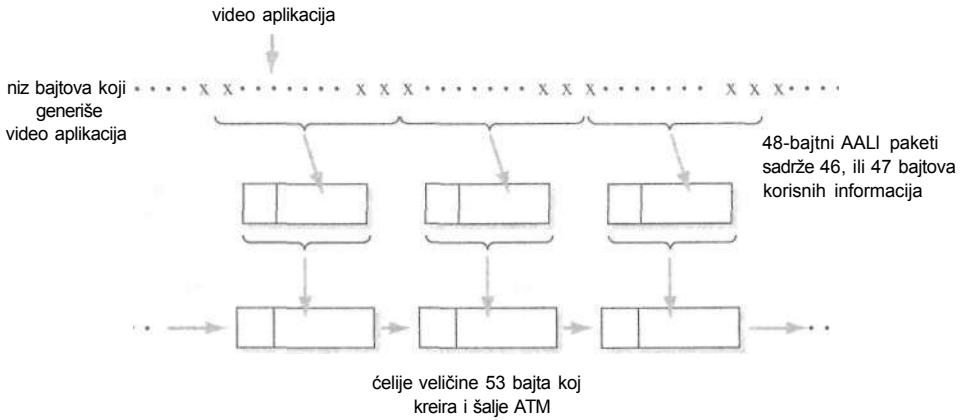 video aplikacija
niz bajtova koji
generiše
video aplikacija
• • • • x x • • • • • • • x x x • • • • • • • x x x • • • • • • • x x x • • • •
48-bajtni AALI paketi
sadrže 46, ili 47 bajtova
korisnih informacija
ćelije veličine 53 bajta koj
kreira i šalje ATM